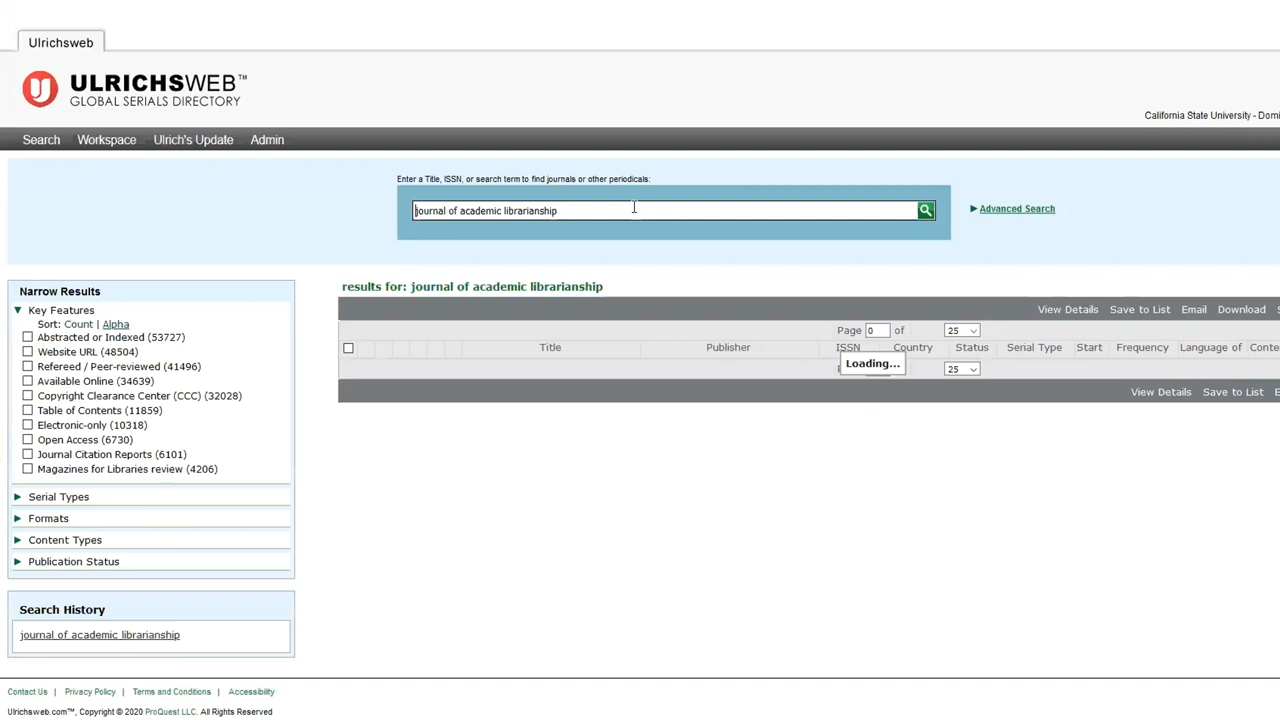 Ulrichsweb
ULRICHSWEB™
GLOBAL SERIALS DIRECTORY
California State University - Domi
Search Workspace Ulrich's Update Admin
Enter a Title, ISSN, or search term to find journals or other periodicals:
journal of academic librarianship
Advanced Search
Narrow Results
Key Features
Sort: Count | Alpha
Abstracted or Indexed (53727)
Website URL (48504)
Refereed / Peer-reviewed (41496)
Available Online (34639)
Copyright Clearance Center (CCC) (32028)
Table of Contents (11859)
Electronic-only (10318)
Open Access (6730)
Journal Citation Reports (6101)
Magazines for Libraries review (4206)
Serial Types
Formats
Content Types
Publication Status
Search History
journal of academic librarianship
results for: journal of academic librarianship
View Details Save to List Email Download S
Page 0 of 25
Title Publisher ISSN Country Status Serial Type Start Frequency Language of Conte
Loading...
25
View Details Save to List E
Contact Us | Privacy Policy | Terms and Conditions | Accessibility
Ulrichsweb.com™, Copyright © 2020 ProQuest LLC. All Rights Reserved